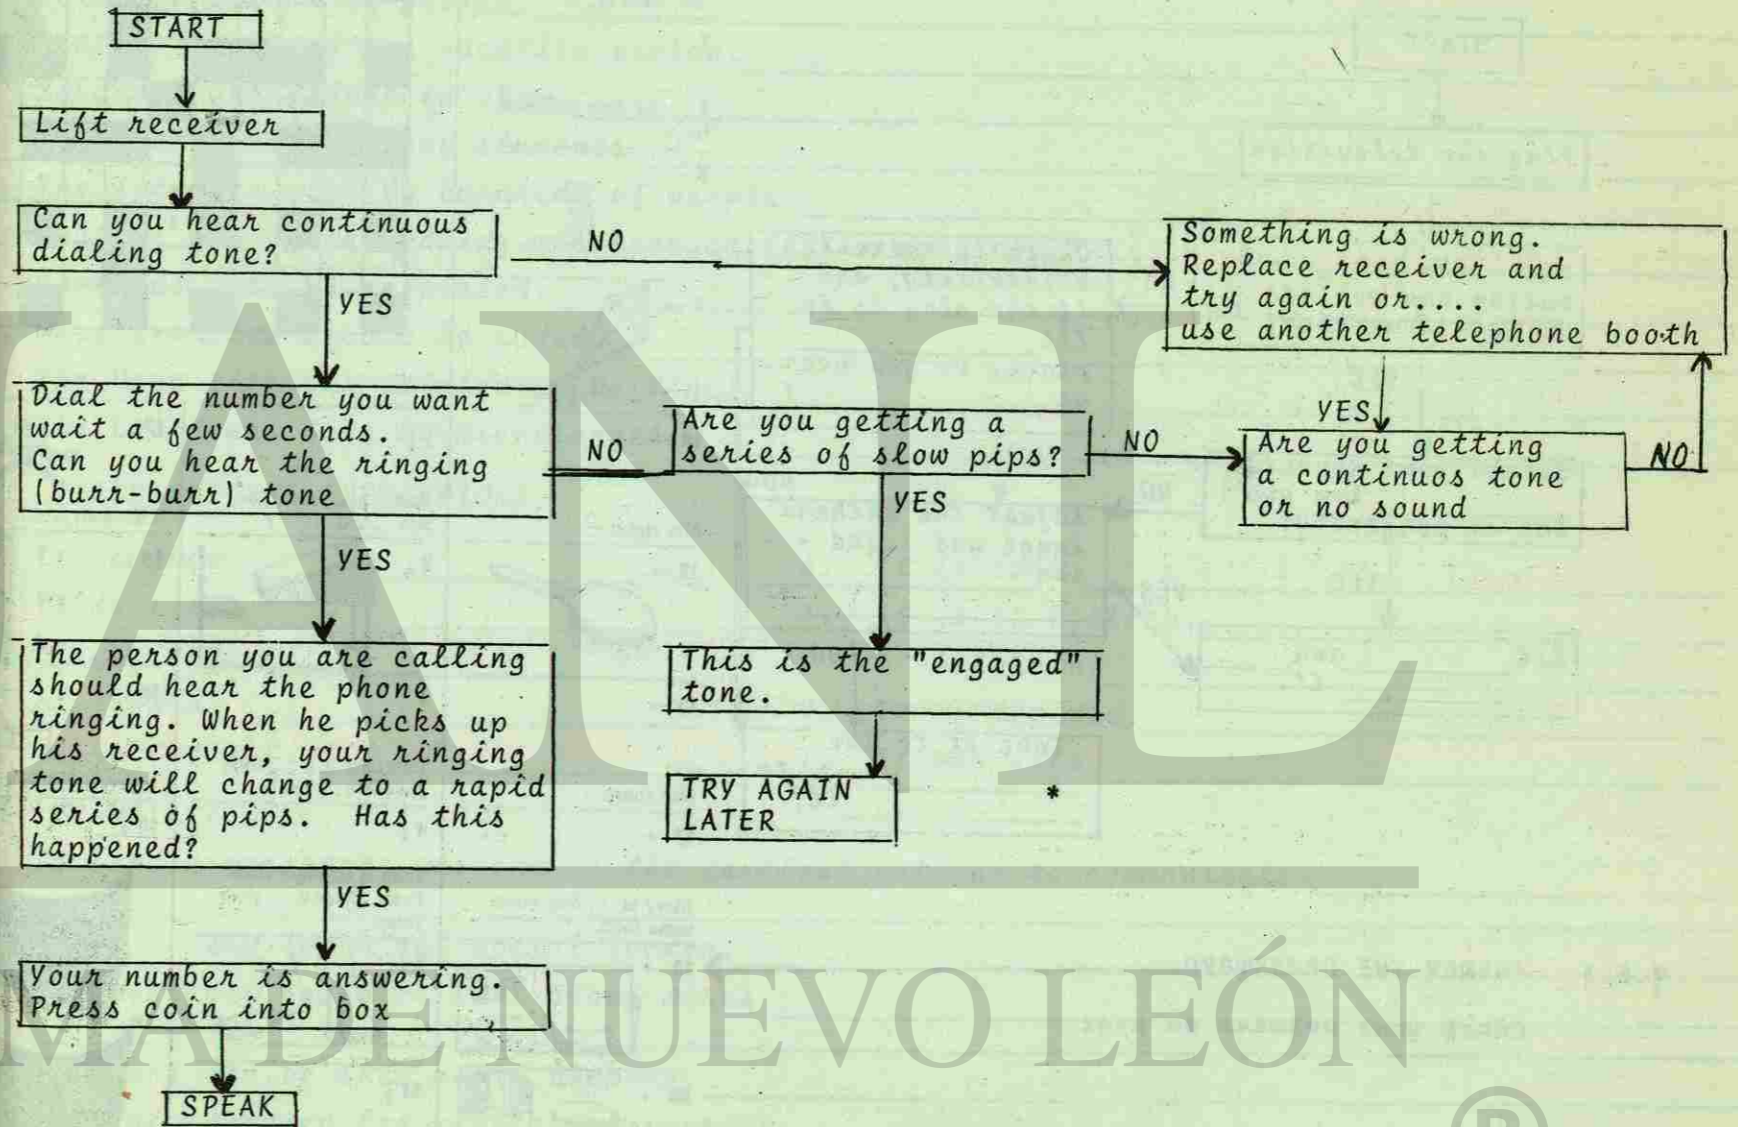 START
Lift receiver
Can you hear continuous
dialing tone?
NO
Something is wrong.
Replace receiver and
try again or....
use another telephone booth
YES
Dial the number you want
wait a few seconds.
Can you hear the ringing
(burr-burr) tone
NO
Are you getting a
series of slow pips?
NO
YES
Are you getting
a continuos tone
or no sound
NO
YES
YES
The person you are calling
should hear the phone
ringing. When he picks up
his receiver, your ringing
tone will change to a rapid
series of pips. Has this
happened?
This is the "engaged"
tone.
TRY AGAIN
LATER
*
YES
Your number is answering.
Press coin into box
SPEAK
ANL
MA DE NUEVO LEÓN
®